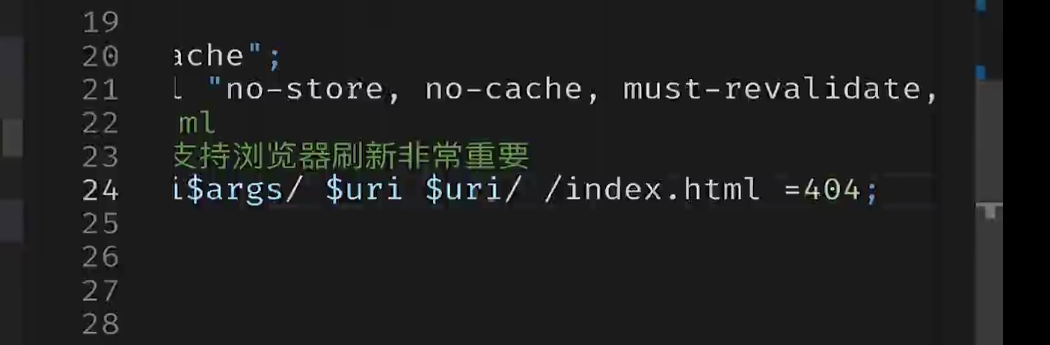 19
20 ache";
21 l "no-store, no-cache, must-revalidate,
22 ml
23 支持浏览器刷新非常重要
24 i$args/ $uri $uri/ /index.html =404;
25
26
27
28